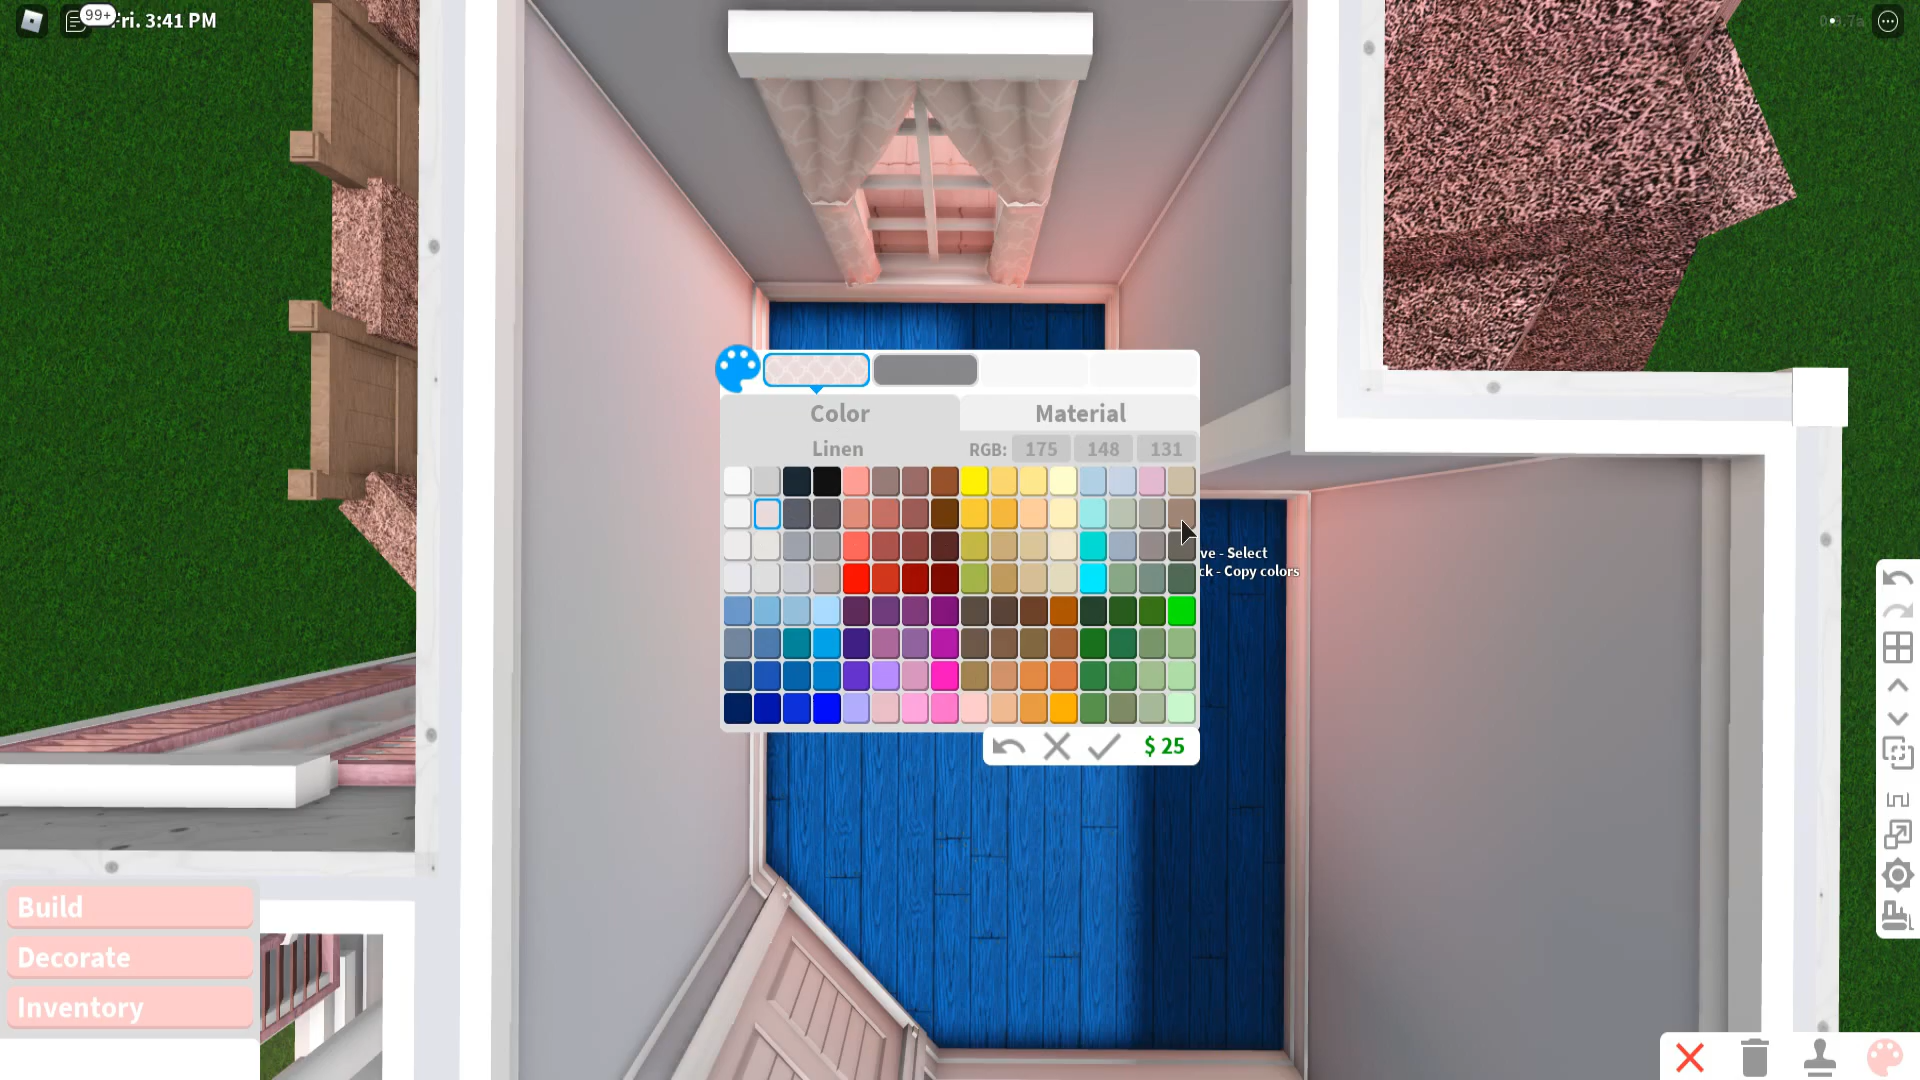 99+
Fri. 3:41 PM
Color
Material
Linen
RGB: 175 148 131
ve - Select
ck - Copy colors
$ 25
Build
Decorate
Inventory